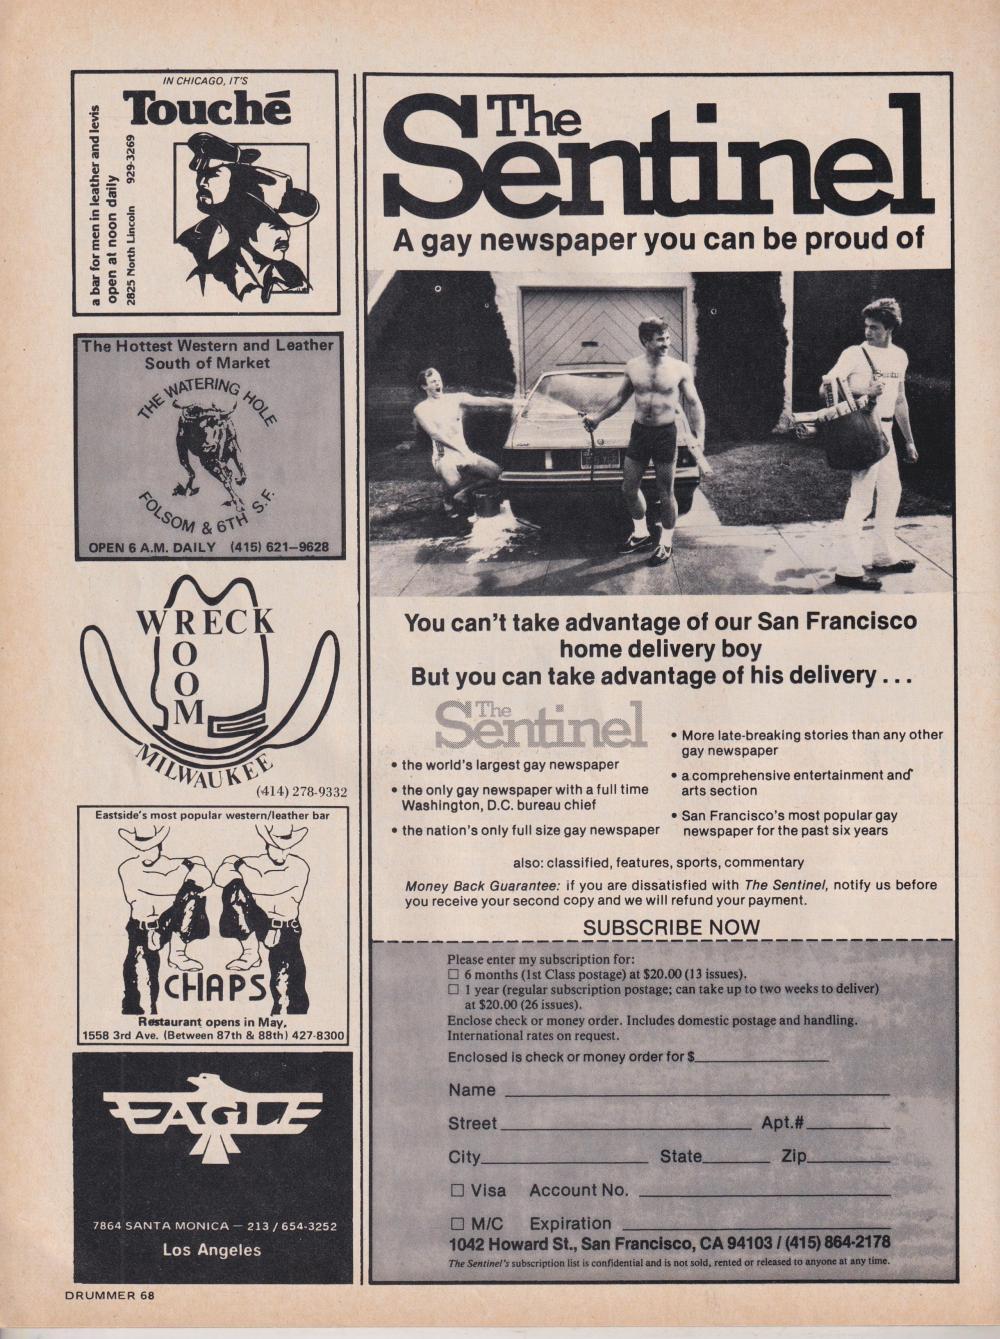 IN CHICAGO, IT'S
Touché
a bar for men in leather and levis
open at noon daily
2825 North Lincoln 929-3269
The Hottest Western and Leather
South of Market
THE WATERING HOLE
FOLSOM & 6TH S.F.
OPEN 6 A.M. DAILY (415) 621-9628
WRECK
ROOM
MILWAUKEE
(414) 278-9332
Eastside's most popular western/leather bar
CHAPS
Restaurant opens in May,
1558 3rd Ave. (Between 87th & 88th) 427-8300
EAGLE
7864 SANTA MONICA — 213 / 654-3252
Los Angeles
The
Sentinel
A gay newspaper you can be proud of
You can't take advantage of our San Francisco
home delivery boy
But you can take advantage of his delivery . . .
The
Sentinel
• the world's largest gay newspaper
• the only gay newspaper with a full time
Washington, D.C. bureau chief
• the nation's only full size gay newspaper
• More late-breaking stories than any other
gay newspaper
• a comprehensive entertainment and
arts section
• San Francisco's most popular gay
newspaper for the past six years
also: classified, features, sports, commentary
Money Back Guarantee: if you are dissatisfied with The Sentinel, notify us before
you receive your second copy and we will refund your payment.
SUBSCRIBE NOW
Please enter my subscription for:
☐ 6 months (1st Class postage) at $20.00 (13 issues).
☐ 1 year (regular subscription postage; can take up to two weeks to deliver)
at $20.00 (26 issues).
Enclose check or money order. Includes domestic postage and handling.
International rates on request.
Enclosed is check or money order for $
Name
Street Apt.#
City State Zip
☐ Visa Account No.
☐ M/C Expiration
1042 Howard St., San Francisco, CA 94103 / (415) 864-2178
The Sentinel's subscription list is confidential and is not sold, rented or released to anyone at any time.
DRUMMER 68